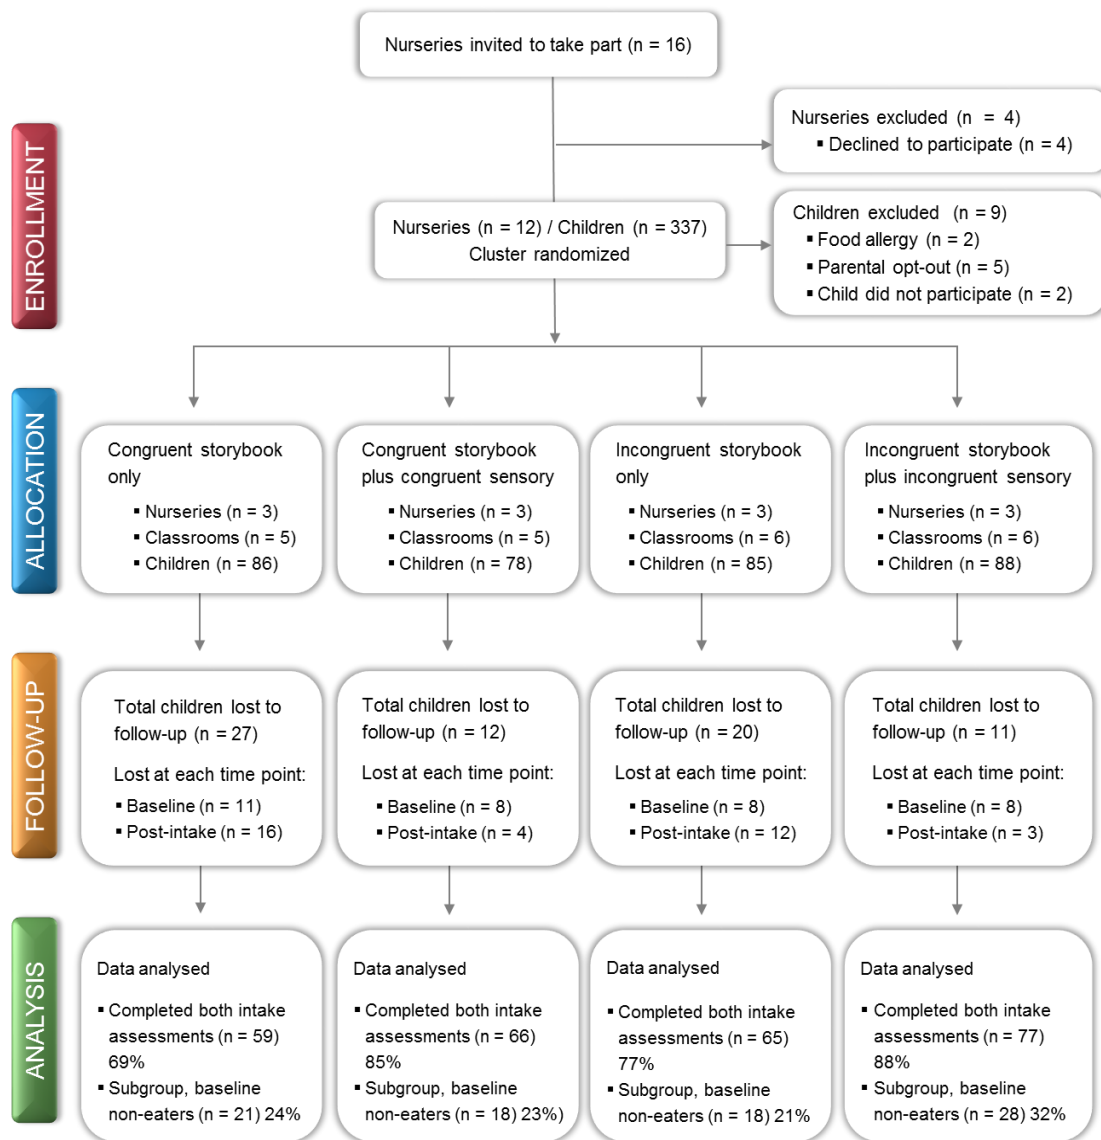 Nurseries invited to take part (n = 16)
ENROLLMENT
Nurseries excluded (n = 4)
▪ Declined to participate (n = 4)
Nurseries (n = 12) / Children (n = 337)
Cluster randomized
Children excluded (n = 9)
▪ Food allergy (n = 2)
▪ Parental opt-out (n = 5)
▪ Child did not participate (n = 2)
ALLOCATION
Congruent storybook
only
▪ Nurseries (n = 3)
▪ Classrooms (n = 5)
▪ Children (n = 86)
Congruent storybook
plus congruent sensory
▪ Nurseries (n = 3)
▪ Classrooms (n = 5)
▪ Children (n = 78)
Incongruent storybook
only
▪ Nurseries (n = 3)
▪ Classrooms (n = 6)
▪ Children (n = 85)
Incongruent storybook
plus incongruent sensory
▪ Nurseries (n = 3)
▪ Classrooms (n = 6)
▪ Children (n = 88)
FOLLOW-UP
Total children lost to
follow-up (n = 27)
Lost at each time point:
▪ Baseline (n = 11)
▪ Post-intake (n = 16)
Total children lost to
follow-up (n = 12)
Lost at each time point:
▪ Baseline (n = 8)
▪ Post-intake (n = 4)
Total children lost to
follow-up (n = 20)
Lost at each time point:
▪ Baseline (n = 8)
▪ Post-intake (n = 12)
Total children lost to
follow-up (n = 11)
Lost at each time point:
▪ Baseline (n = 8)
▪ Post-intake (n = 3)
ANALYSIS
Data analysed
▪ Completed both intake
assessments (n = 59)
69%
▪ Subgroup, baseline
non-eaters (n = 21) 24%
Data analysed
▪ Completed both intake
assessments (n = 66)
85%
▪ Subgroup, baseline
non-eaters (n = 18) 23%)
Data analysed
▪ Completed both intake
assessments (n = 65)
77%
▪ Subgroup, baseline
non-eaters (n = 18) 21%
Data analysed
▪ Completed both intake
assessments (n = 77)
88%
▪ Subgroup, baseline
non-eaters (n = 28) 32%